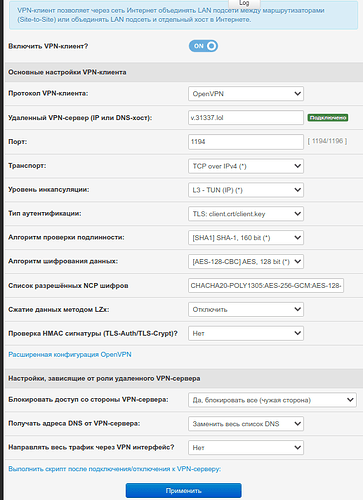 Log
VPN-клиент позволяет через сеть Интернет объединять LAN подсети между маршрутизаторами
(Site-to-Site) или объединять LAN подсеть и отдельный хост в Интернете.
Включить VPN-клиент?
ON
Основные настройки VPN-клиента
Протокол VPN-клиента:
OpenVPN
Удаленный VPN-сервер (IP или DNS-хост):
v.31337.lol
Подключено
Порт:
1194
[ 1194/1196 ]
Транспорт:
TCP over IPv4 (*)
Уровень инкапсуляции:
L3 - TUN (IP) (*)
Тип аутентификации:
TLS: client.crt/client.key
Алгоритм проверки подлинности:
[SHA1] SHA-1, 160 bit (*)
Алгоритм шифрования данных:
[AES-128-CBC] AES, 128 bit (*)
Список разрешённых NCP шифров
CHACHA20-POLY1305:AES-256-GCM:AES-128-
Сжатие данных методом LZx:
Отключить
Проверка HMAC сигнатуры (TLS-Auth/TLS-Crypt)?
Нет
Расширенная конфигурация OpenVPN
Настройки, зависящие от роли удаленного VPN-сервера
Блокировать доступ со стороны VPN-сервера:
Да, блокировать все (чужая сторона)
Получать адреса DNS от VPN-сервера:
Заменить весь список DNS
Направлять весь трафик через VPN интерфейс?
Нет
Выполнить скрипт после подключения/отключения к VPN-серверу:
Применить